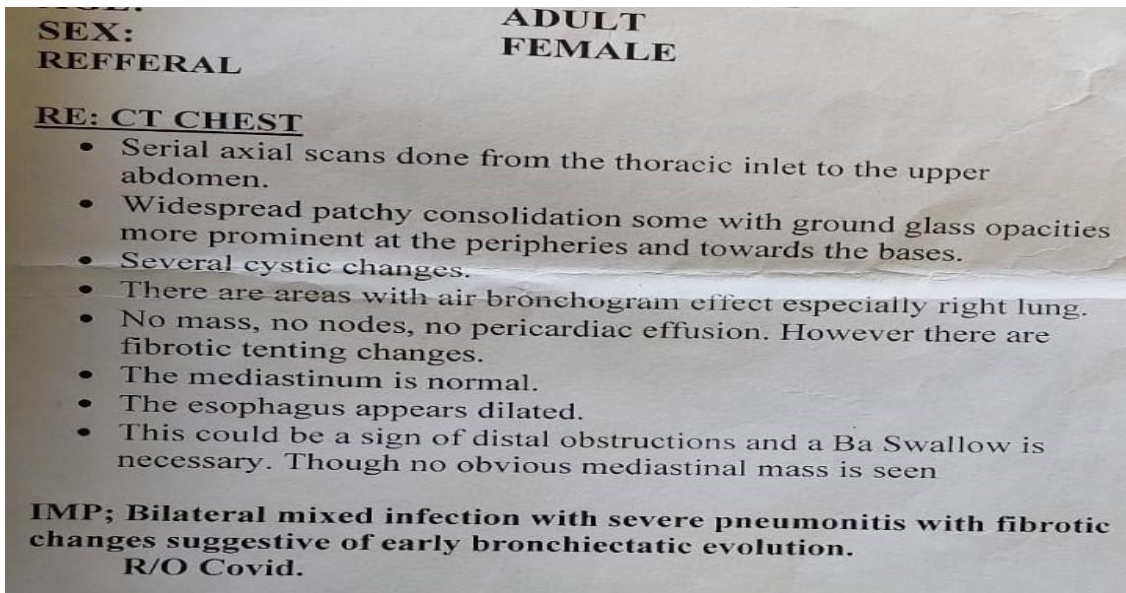 AGE:
ADULT
SEX:
FEMALE
REFFERAL
RE: CT CHEST
• Serial axial scans done from the thoracic inlet to the upper
abdomen.
• Widespread patchy consolidation some with ground glass opacities
more prominent at the peripheries and towards the bases.
• Several cystic changes.
• There are areas with air bronchogram effect especially right lung.
• No mass, no nodes, no pericardiac effusion. However there are
fibrotic tenting changes.
• The mediastinum is normal.
• The esophagus appears dilated.
• This could be a sign of distal obstructions and a Ba Swallow is
necessary. Though no obvious mediastinal mass is seen
IMP; Bilateral mixed infection with severe pneumonitis with fibrotic
changes suggestive of early bronchiectatic evolution.
R/O Covid.